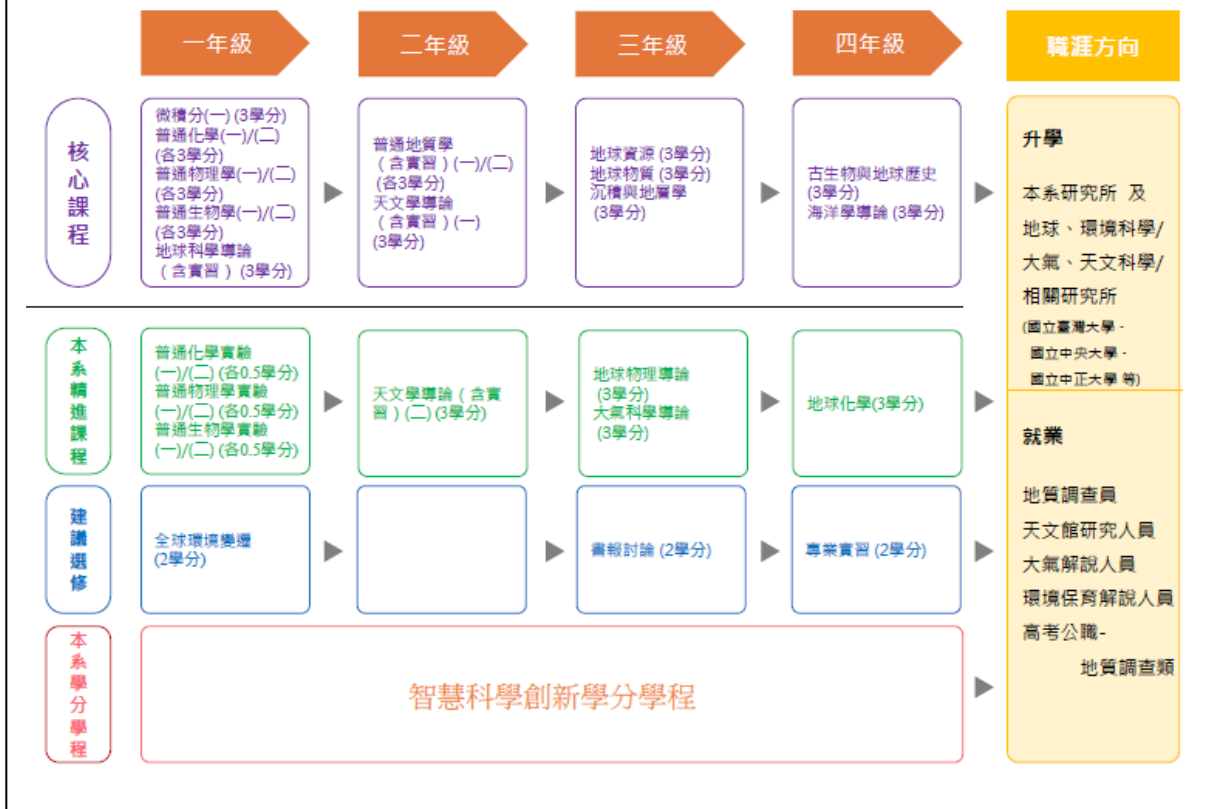 一年級
二年級
三年級
四年級
職涯方向
核心課程
微積分(一) (3學分)
普通化學(一)/(二)
(各3學分)
普通物理學(一)/(二)
(各3學分)
普通生物學(一)/(二)
(各3學分)
地球科學導論
(含實習) (3學分)
普通地質學
(含實習) (一)/(二)
(各3學分)
天文學導論
(含實習) (一)
(3學分)
地球資源 (3學分)
地球物質 (3學分)
沉積與地層學
(3學分)
古生物與地球歷史
(3學分)
海洋學導論 (3學分)
本系精進課程
普通化學實驗
(一)/(二) (各0.5學分)
普通物理學實驗
(一)/(二) (各0.5學分)
普通生物學實驗
(一)/(二) (各0.5學分)
天文學導論(含實
習) (二) (3學分)
地球物理導論
(3學分)
大氣科學導論
(3學分)
地球化學(3學分)
建議選修
全球環境變遷
(2學分)
書報討論 (2學分)
專業實習 (2學分)
本系學分學程
智慧科學創新學分學程
升學
本系研究所 及
地球、環境科學/
大氣、天文科學/
相關研究所
(國立臺灣大學、
國立中央大學、
國立中正大學 等)
就業
地質調查員
天文館研究人員
大氣解說人員
環境保育解說人員
高考公職-
地質調查類